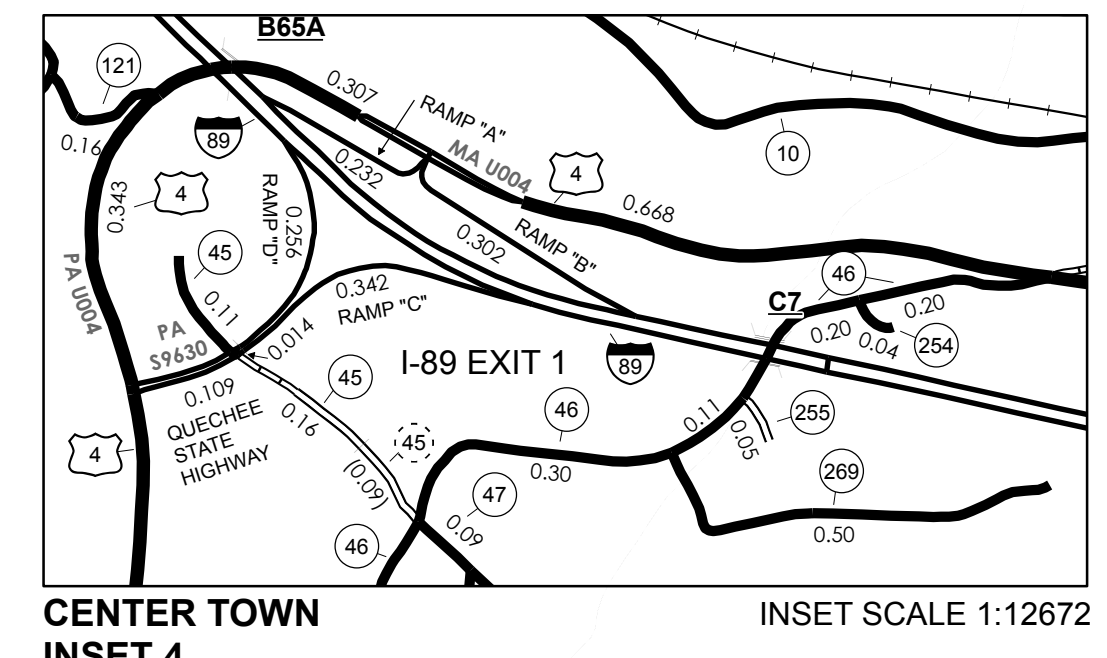 B65A
121
0.307
RAMP "A"
0.16
89
10
MA U004
0.232
4
4
0.343
0.668
RAMP "D"
0.256
45
0.302
RAMP "B"
PA U004
46
0.342
RAMP "C"
C7
0.20
0.11
0.20
0.04
254
PA
S9630
0.014
I-89 EXIT 1
89
45
0.109
46
0.11
255
QUECHEE
STATE
HIGHWAY
0.16
0.05
4
45
(0.09)
0.30
269
47
0.50
0.09
46
CENTER TOWN
INSET 4
INSET SCALE 1:12672